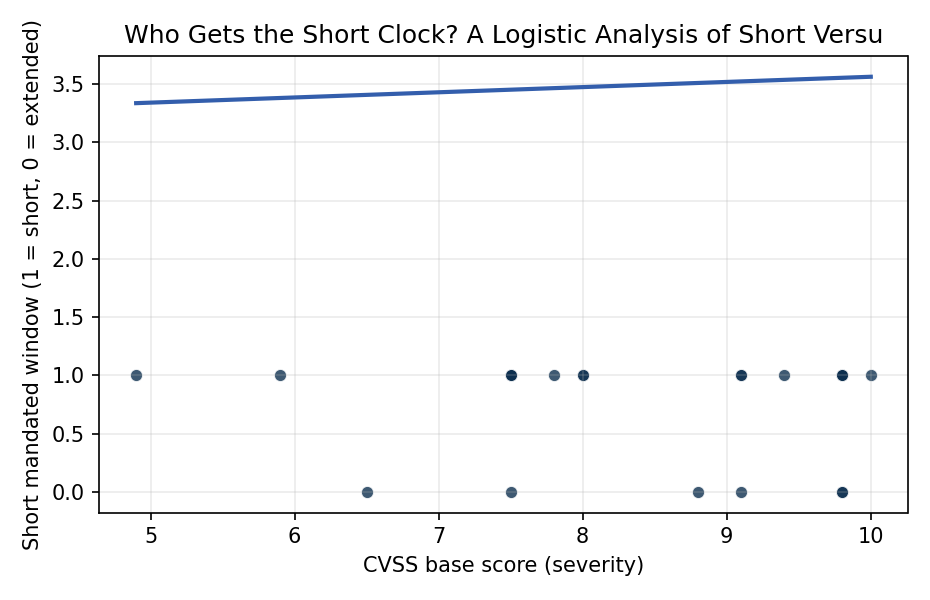 Who Gets the Short Clock? A Logistic Analysis of Short Versu
Short mandated window (1 = short, 0 = extended)
3.5
3.0
2.5
2.0
1.5
1.0
0.5
0.0
5 6 7 8 9 10
CVSS base score (severity)